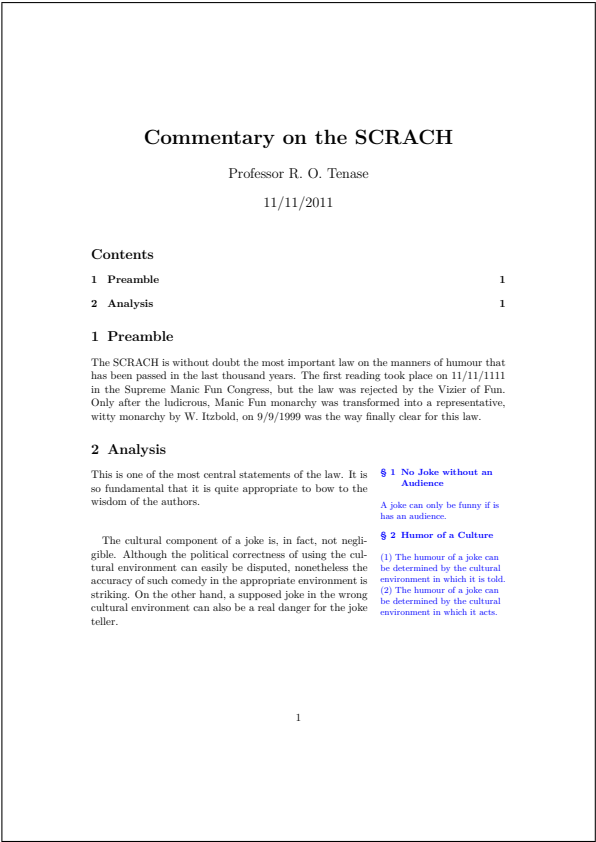 Commentary on the SCRACH
Professor R. O. Tenase
11/11/2011
Contents
1 Preamble 1
2 Analysis 1
1 Preamble
The SCRACH is without doubt the most important law on the manners of humour that
has been passed in the last thousand years. The first reading took place on 11/11/1111
in the Supreme Manic Fun Congress, but the law was rejected by the Vizier of Fun.
Only after the ludicrous, Manic Fun monarchy was transformed into a representative,
witty monarchy by W. Itzbold, on 9/9/1999 was the way finally clear for this law.
2 Analysis
This is one of the most central statements of the law. It is
so fundamental that it is quite appropriate to bow to the
wisdom of the authors.
The cultural component of a joke is, in fact, not negli-
gible. Although the political correctness of using the cul-
tural environment can easily be disputed, nonetheless the
accuracy of such comedy in the appropriate environment is
striking. On the other hand, a supposed joke in the wrong
cultural environment can also be a real danger for the joke
teller.
§ 1 No Joke without an
Audience
A joke can only be funny if is
has an audience.
§ 2 Humor of a Culture
(1) The humour of a joke can
be determined by the cultural
environment in which it is told.
(2) The humour of a joke can
be determined by the cultural
environment in which it acts.
1